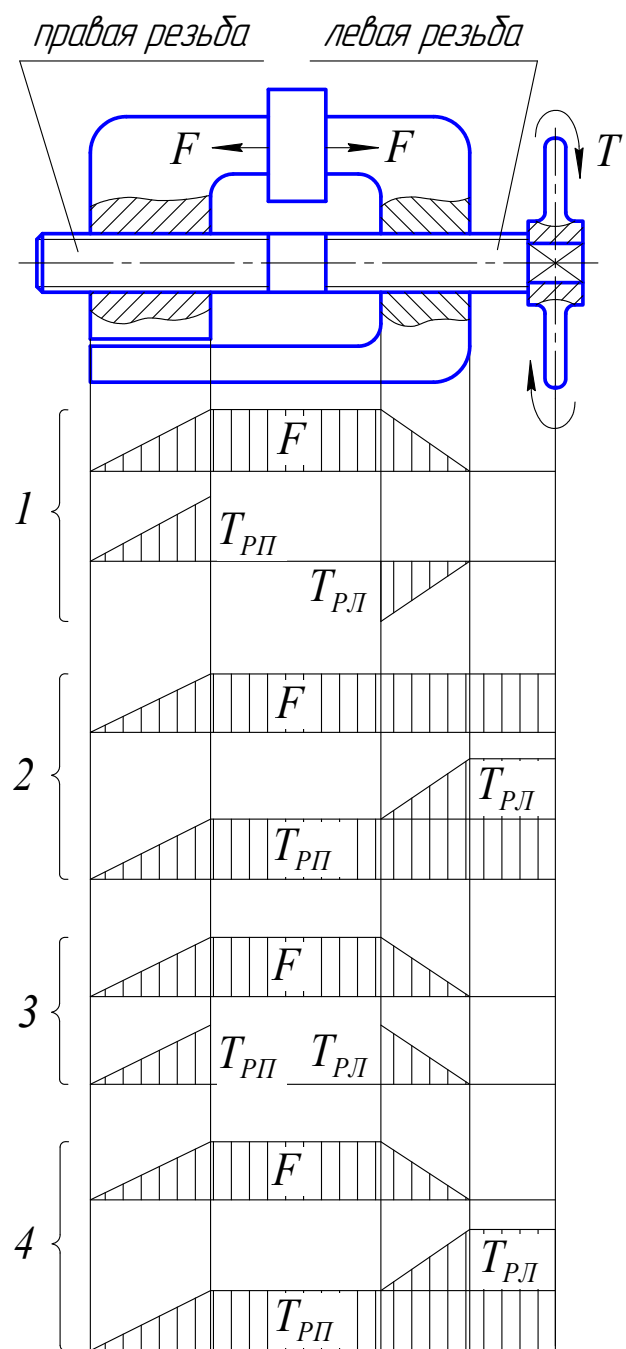 правая резьба левая резьба
F F T
F
1
T_РП
T_РЛ
F
2
T_РЛ
T_РП
F
3
T_РП T_РЛ
F
4
T_РЛ
T_РП